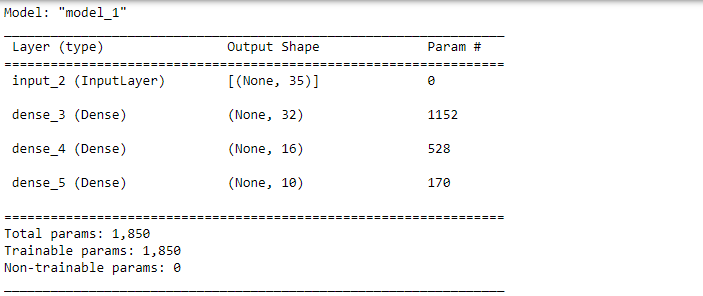 Model: "model_1"
_________________________________________________________________
Layer (type) Output Shape Param #
=================================================================
input_2 (InputLayer) [(None, 35)] 0
dense_3 (Dense) (None, 32) 1152
dense_4 (Dense) (None, 16) 528
dense_5 (Dense) (None, 10) 170
=================================================================
Total params: 1,850
Trainable params: 1,850
Non-trainable params: 0
_________________________________________________________________